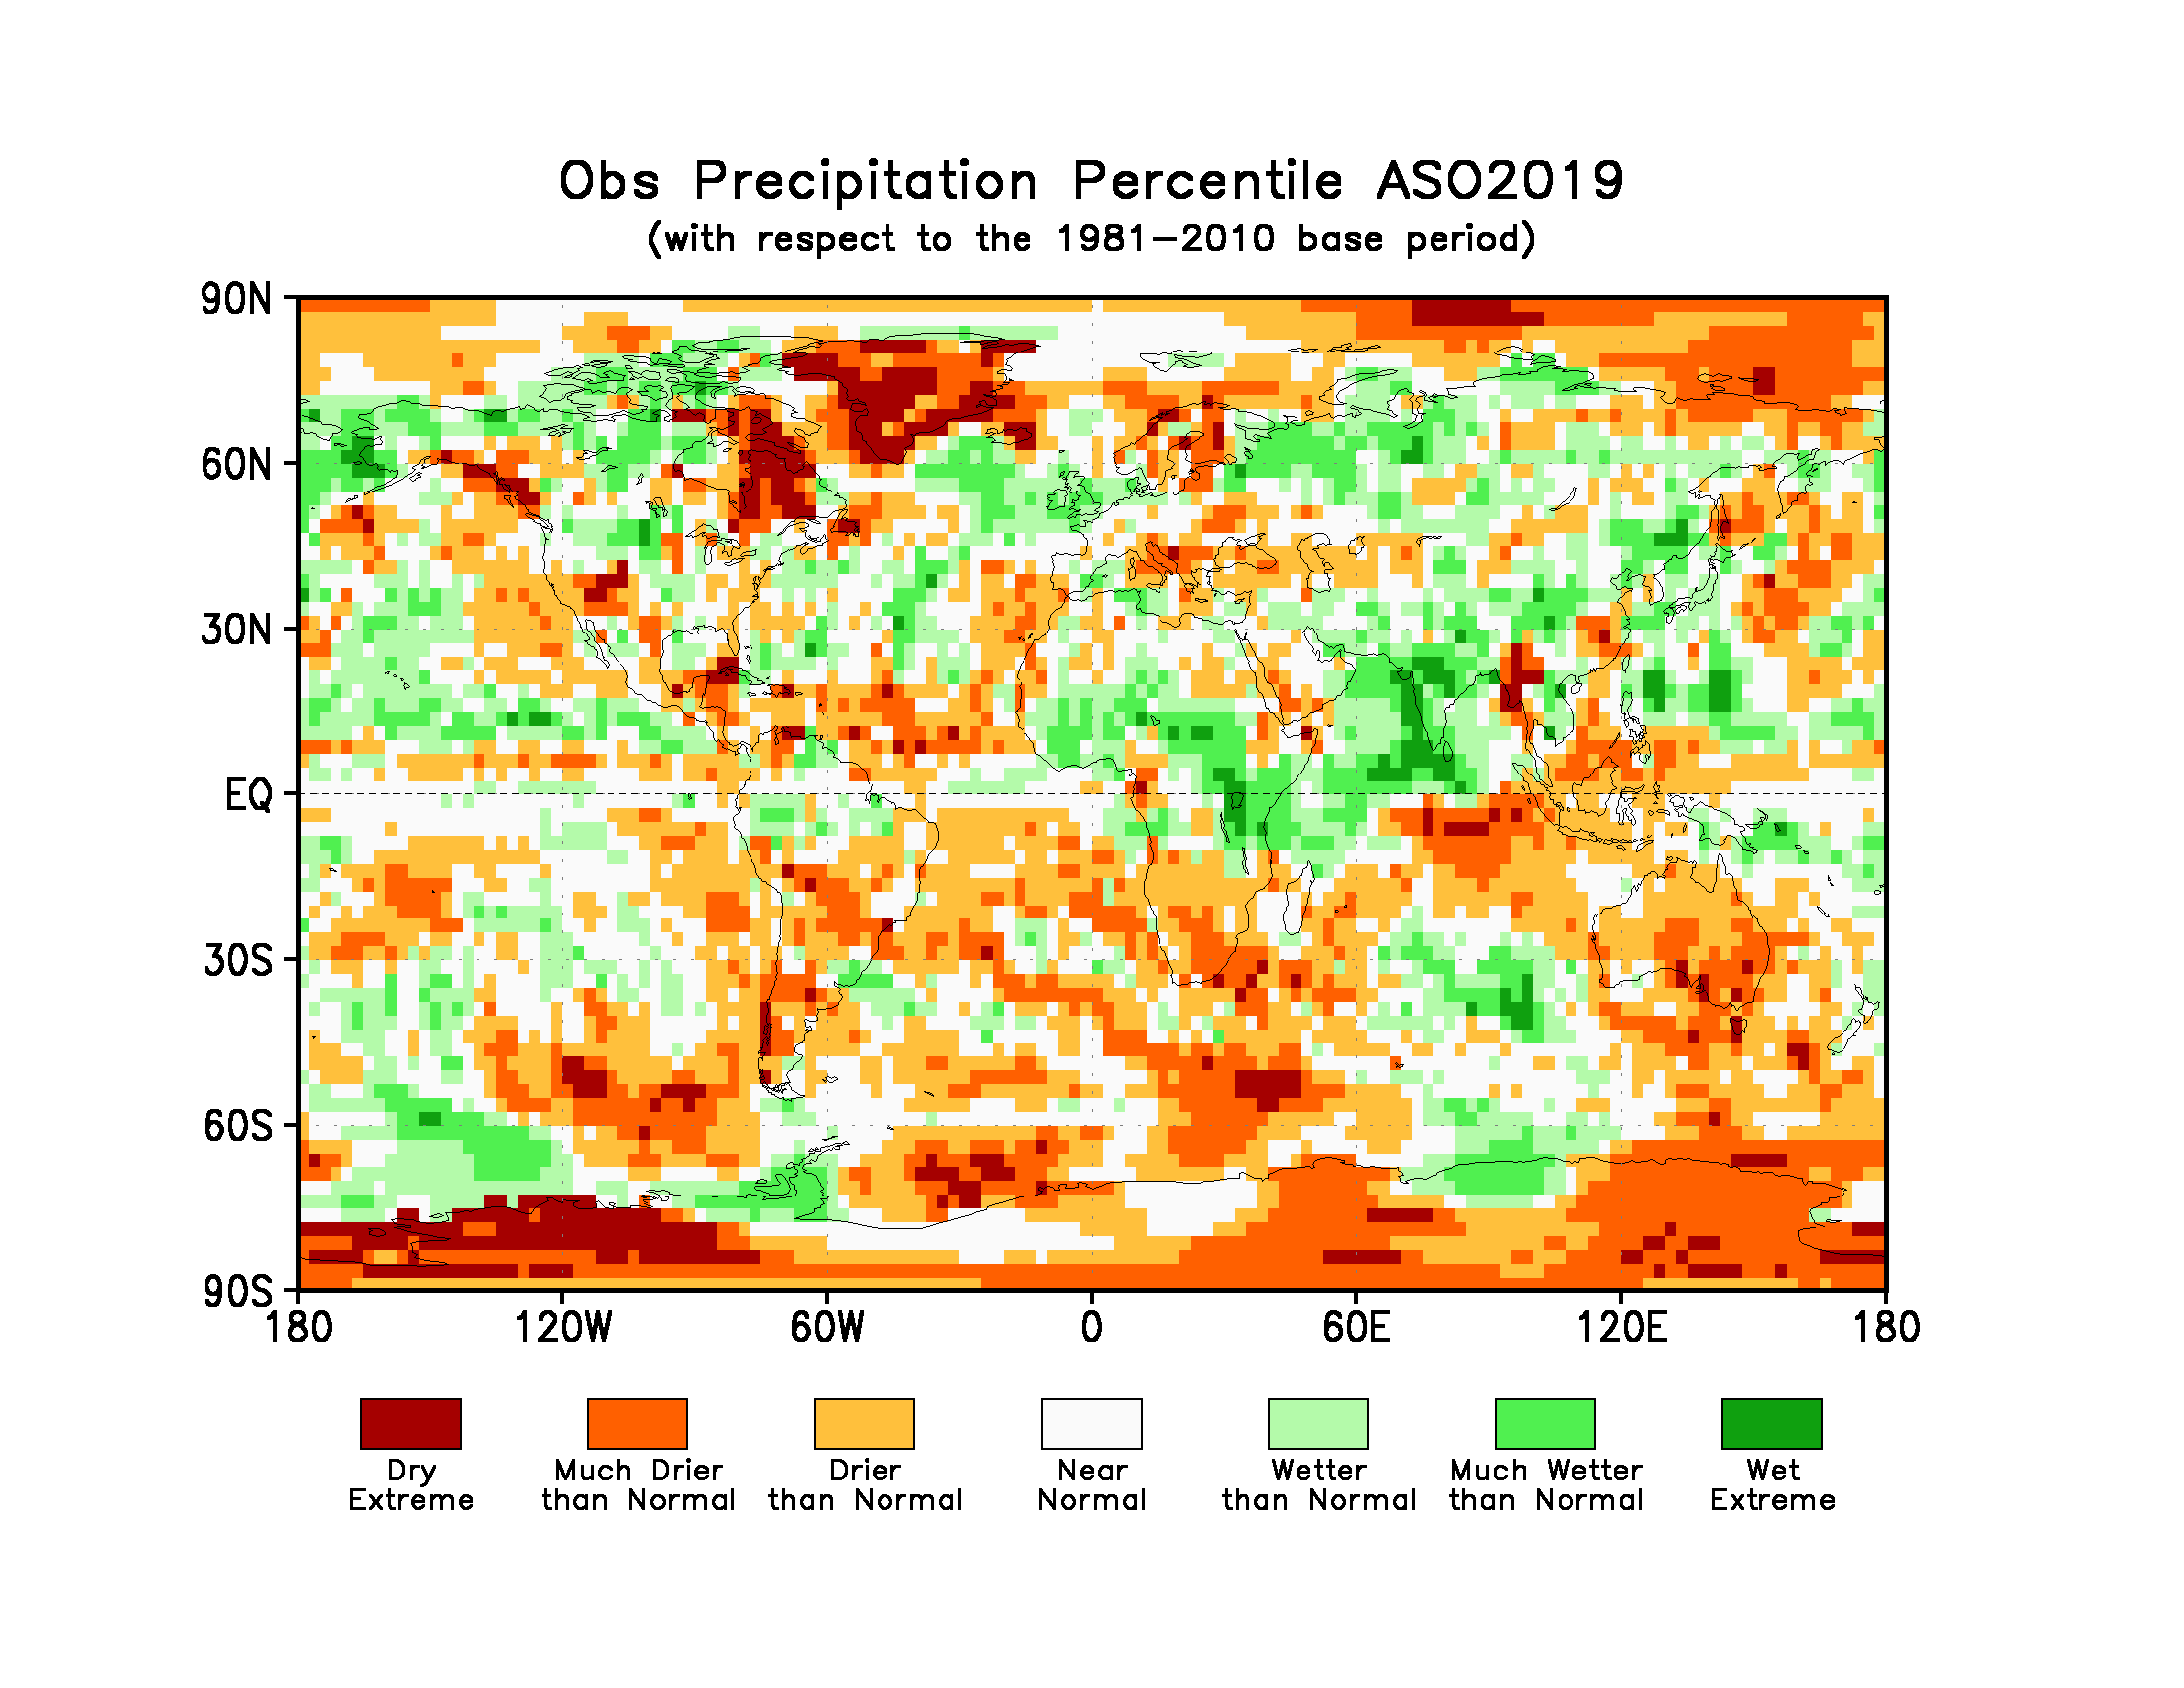 Obs Precipitation Percentile ASO2019
(with respect to the 1981-2010 base period)
90N
60N
30N
EQ
30S
60S
90S
180 120W 60W 0 60E 120E 180
Dry Much Drier Drier Near Wetter Much Wetter Wet
Extreme than Normal than Normal Normal than Normal than Normal Extreme